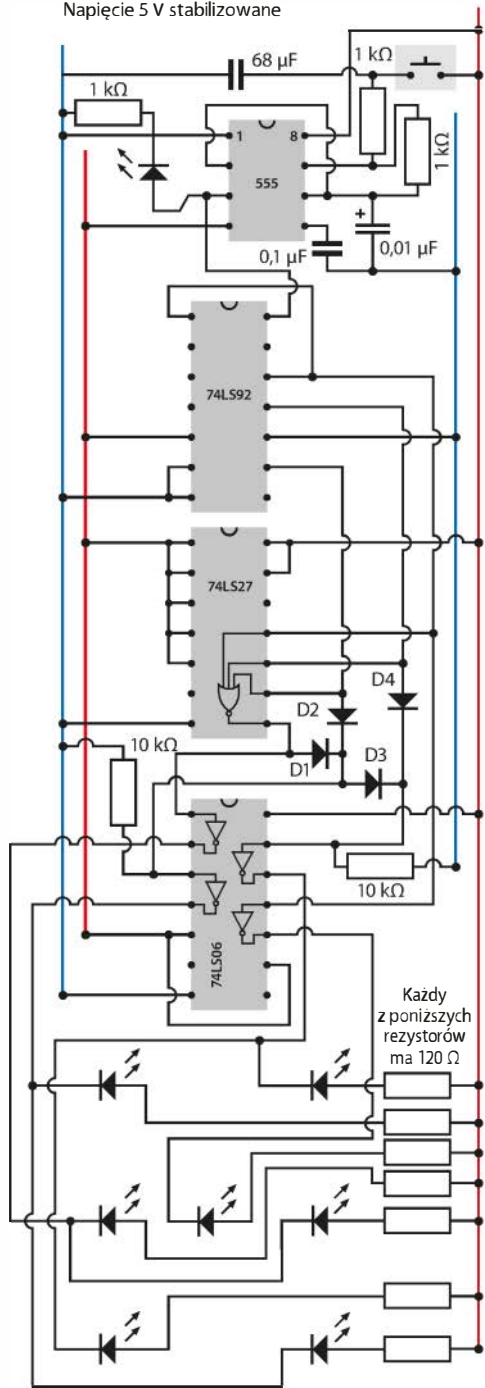 Napięcie 5 V stabilizowane
68 µF
1 kΩ
1 kΩ
1 8
555
1 kΩ
+
0,1 µF
0,01 µF
74LS92
74LS27
D4
D2
10 kΩ
D1
D3
10 kΩ
74LS06
Każdy
z poniższych
rezystorów
ma 120 Ω